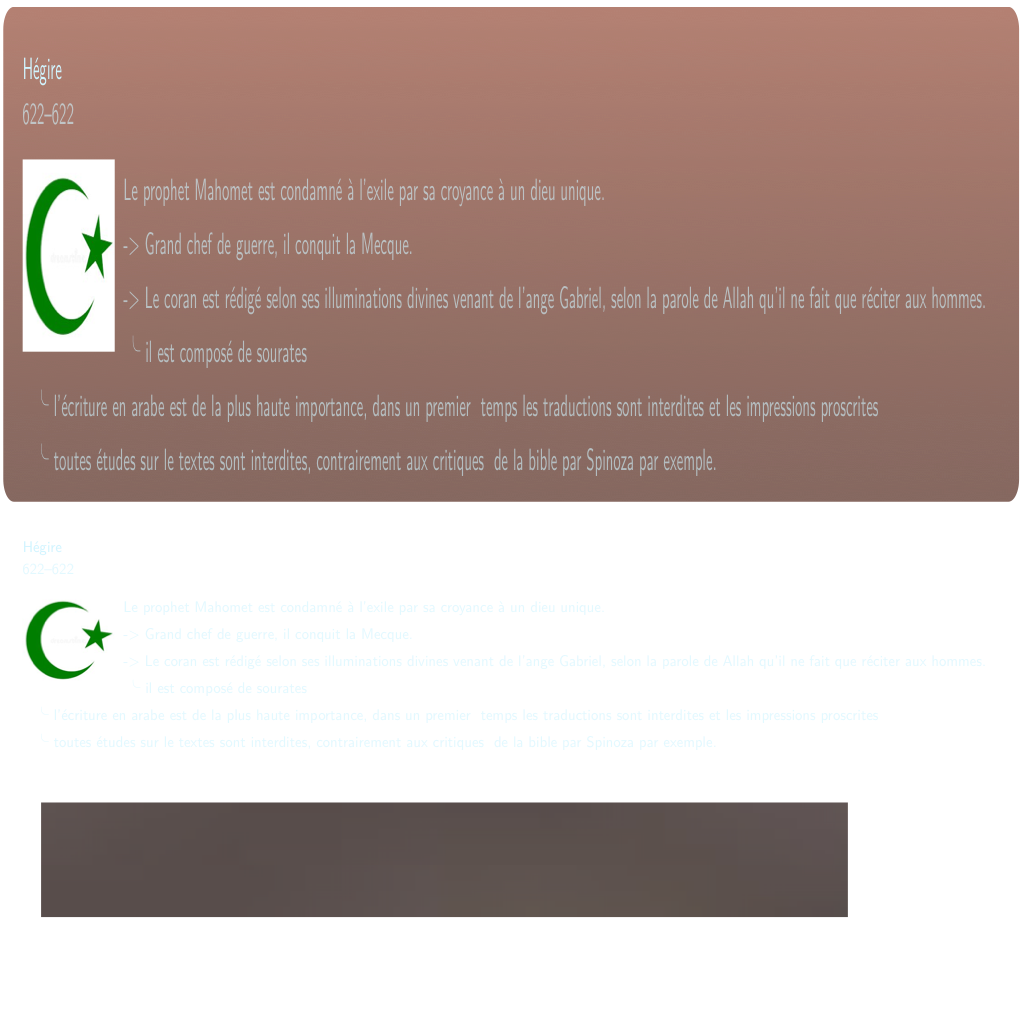 Hégire
622–622
Le prophet Mahomet est condamné à l'exile par sa croyance à un dieu unique.
-> Grand chef de guerre, il conquit la Mecque.
-> Le coran est rédigé selon ses illuminations divines venant de l'ange Gabriel, selon la parole de Allah qu'il ne fait que réciter aux hommes.
╰ il est composé de sourates
╰ l'écriture en arabe est de la plus haute importance, dans un premier  temps les traductions sont interdites et les impressions proscrites
╰ toutes études sur le textes sont interdites, contrairement aux critiques  de la bible par Spinoza par exemple.
Hégire
622–622
Le prophet Mahomet est condamné à l'exile par sa croyance à un dieu unique.
-> Grand chef de guerre, il conquit la Mecque.
-> Le coran est rédigé selon ses illuminations divines venant de l'ange Gabriel, selon la parole de Allah qu'il ne fait que réciter aux hommes.
╰ il est composé de sourates
╰ l'écriture en arabe est de la plus haute importance, dans un premier  temps les traductions sont interdites et les impressions proscrites
╰ toutes études sur le textes sont interdites, contrairement aux critiques  de la bible par Spinoza par exemple.